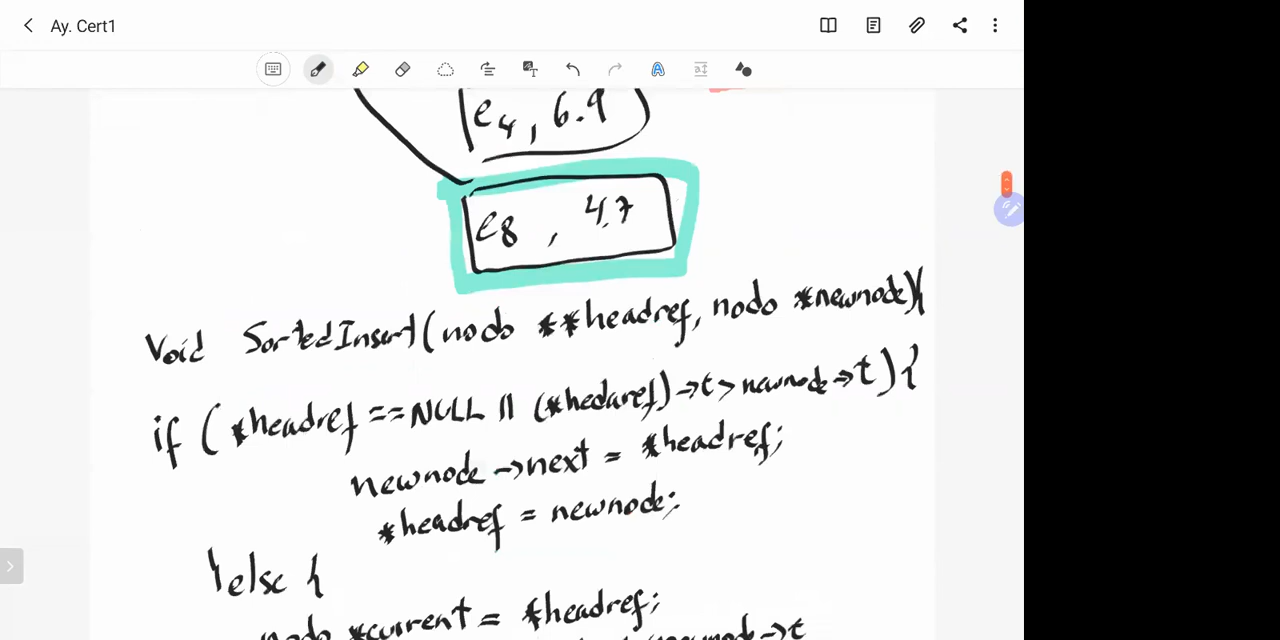 Ay. Cert1
e4, 6.9
e8, 4.7
Void SortedInsert(nodo **headref, nodo *newnode){
if (*headref == NULL || (*hedaref)->t > newnode->t){
newnode->next = *headref;
*headref = newnode;
}else {
nodo *current = *headref;
newnode->t